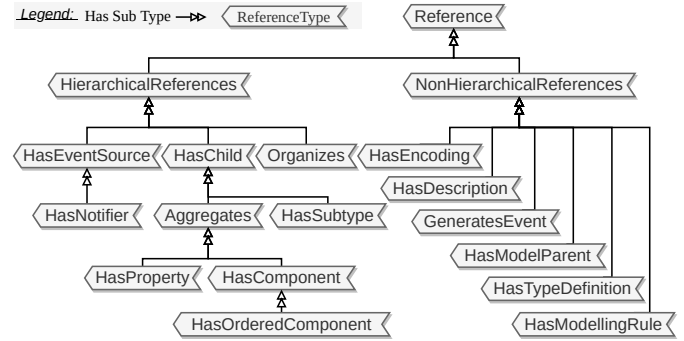 Legend: Has Sub Type ReferenceType
Reference
HierarchicalReferences NonHierarchicalReferences
HasEventSource HasChild Organizes HasEncoding
HasDescription
HasNotifier Aggregates HasSubtype GeneratesEvent
HasModelParent
HasProperty HasComponent
HasTypeDefinition
HasOrderedComponent HasModellingRule